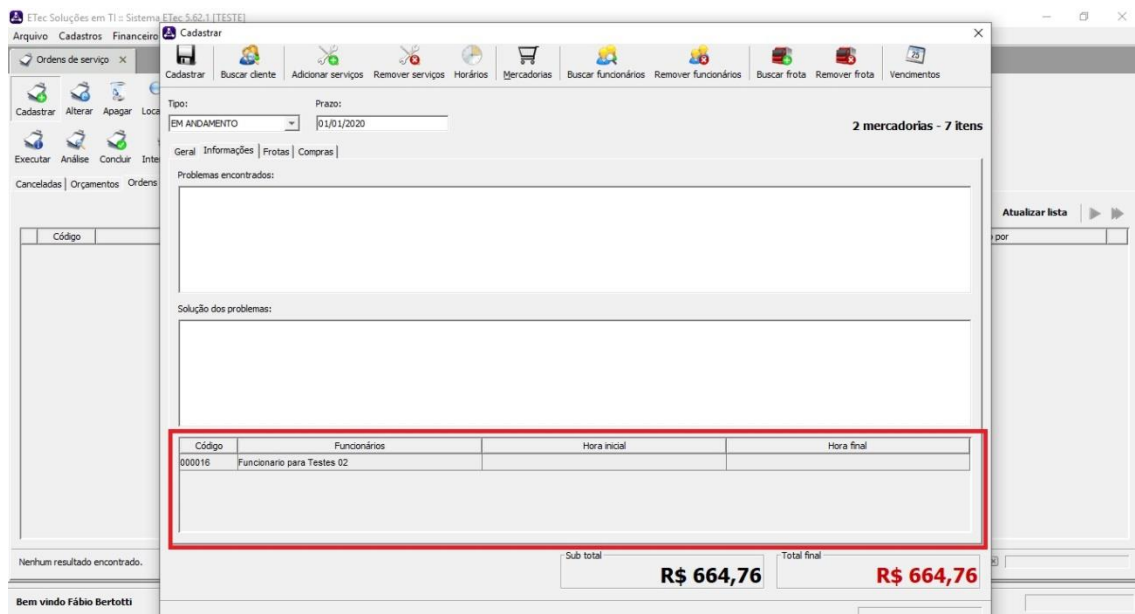 ETec Soluções em TI :: Sistema ETec 5.62.1 [TESTE]
Arquivo Cadastros Financeiro
Ordens de serviço
Cadastrar Alterar Apagar
Executar Análise Concluir
Canceladas Orçamentos Ordens
Código
Nenhum resultado encontrado.
Bem vindo Fábio Bertotti
Cadastrar
Cadastrar Buscar cliente Adicionar serviços Remover serviços Horários Mercadorias Buscar funcionários Remover funcionários Buscar frota Remover frota Vencimentos
Tipo: Prazo:
EM ANDAMENTO 01/01/2020
2 mercadorias - 7 itens
Geral Informações Frotas Compras
Problemas encontrados:
Solução dos problemas:
Código Funcionários Hora inicial Hora final
000016 Funcionario para Testes 02
Sub total Total final
R$ 664,76 R$ 664,76
Atualizar lista
por